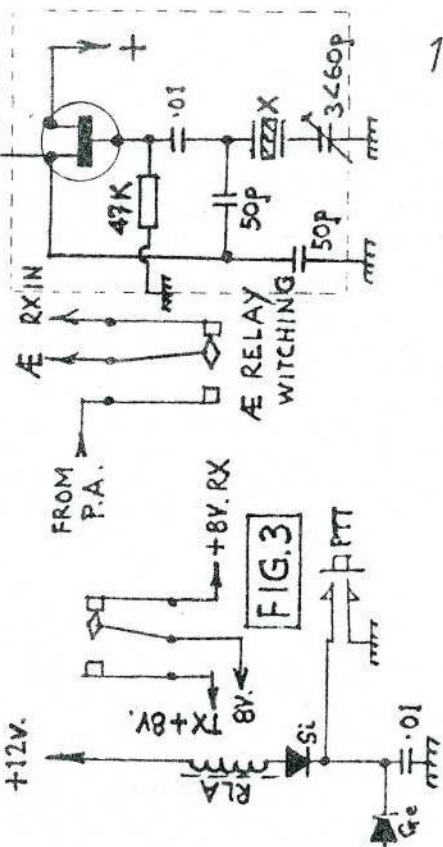 1
+
.01
X
3<60p
47K
50p
50p
RX IN
Æ
FROM
P.A.
Æ RELAY
WITCHING
+8V. RX
TX+8V.
8V.
FIG.3
PTT
+12V.
RLA
Si
.01
Ge